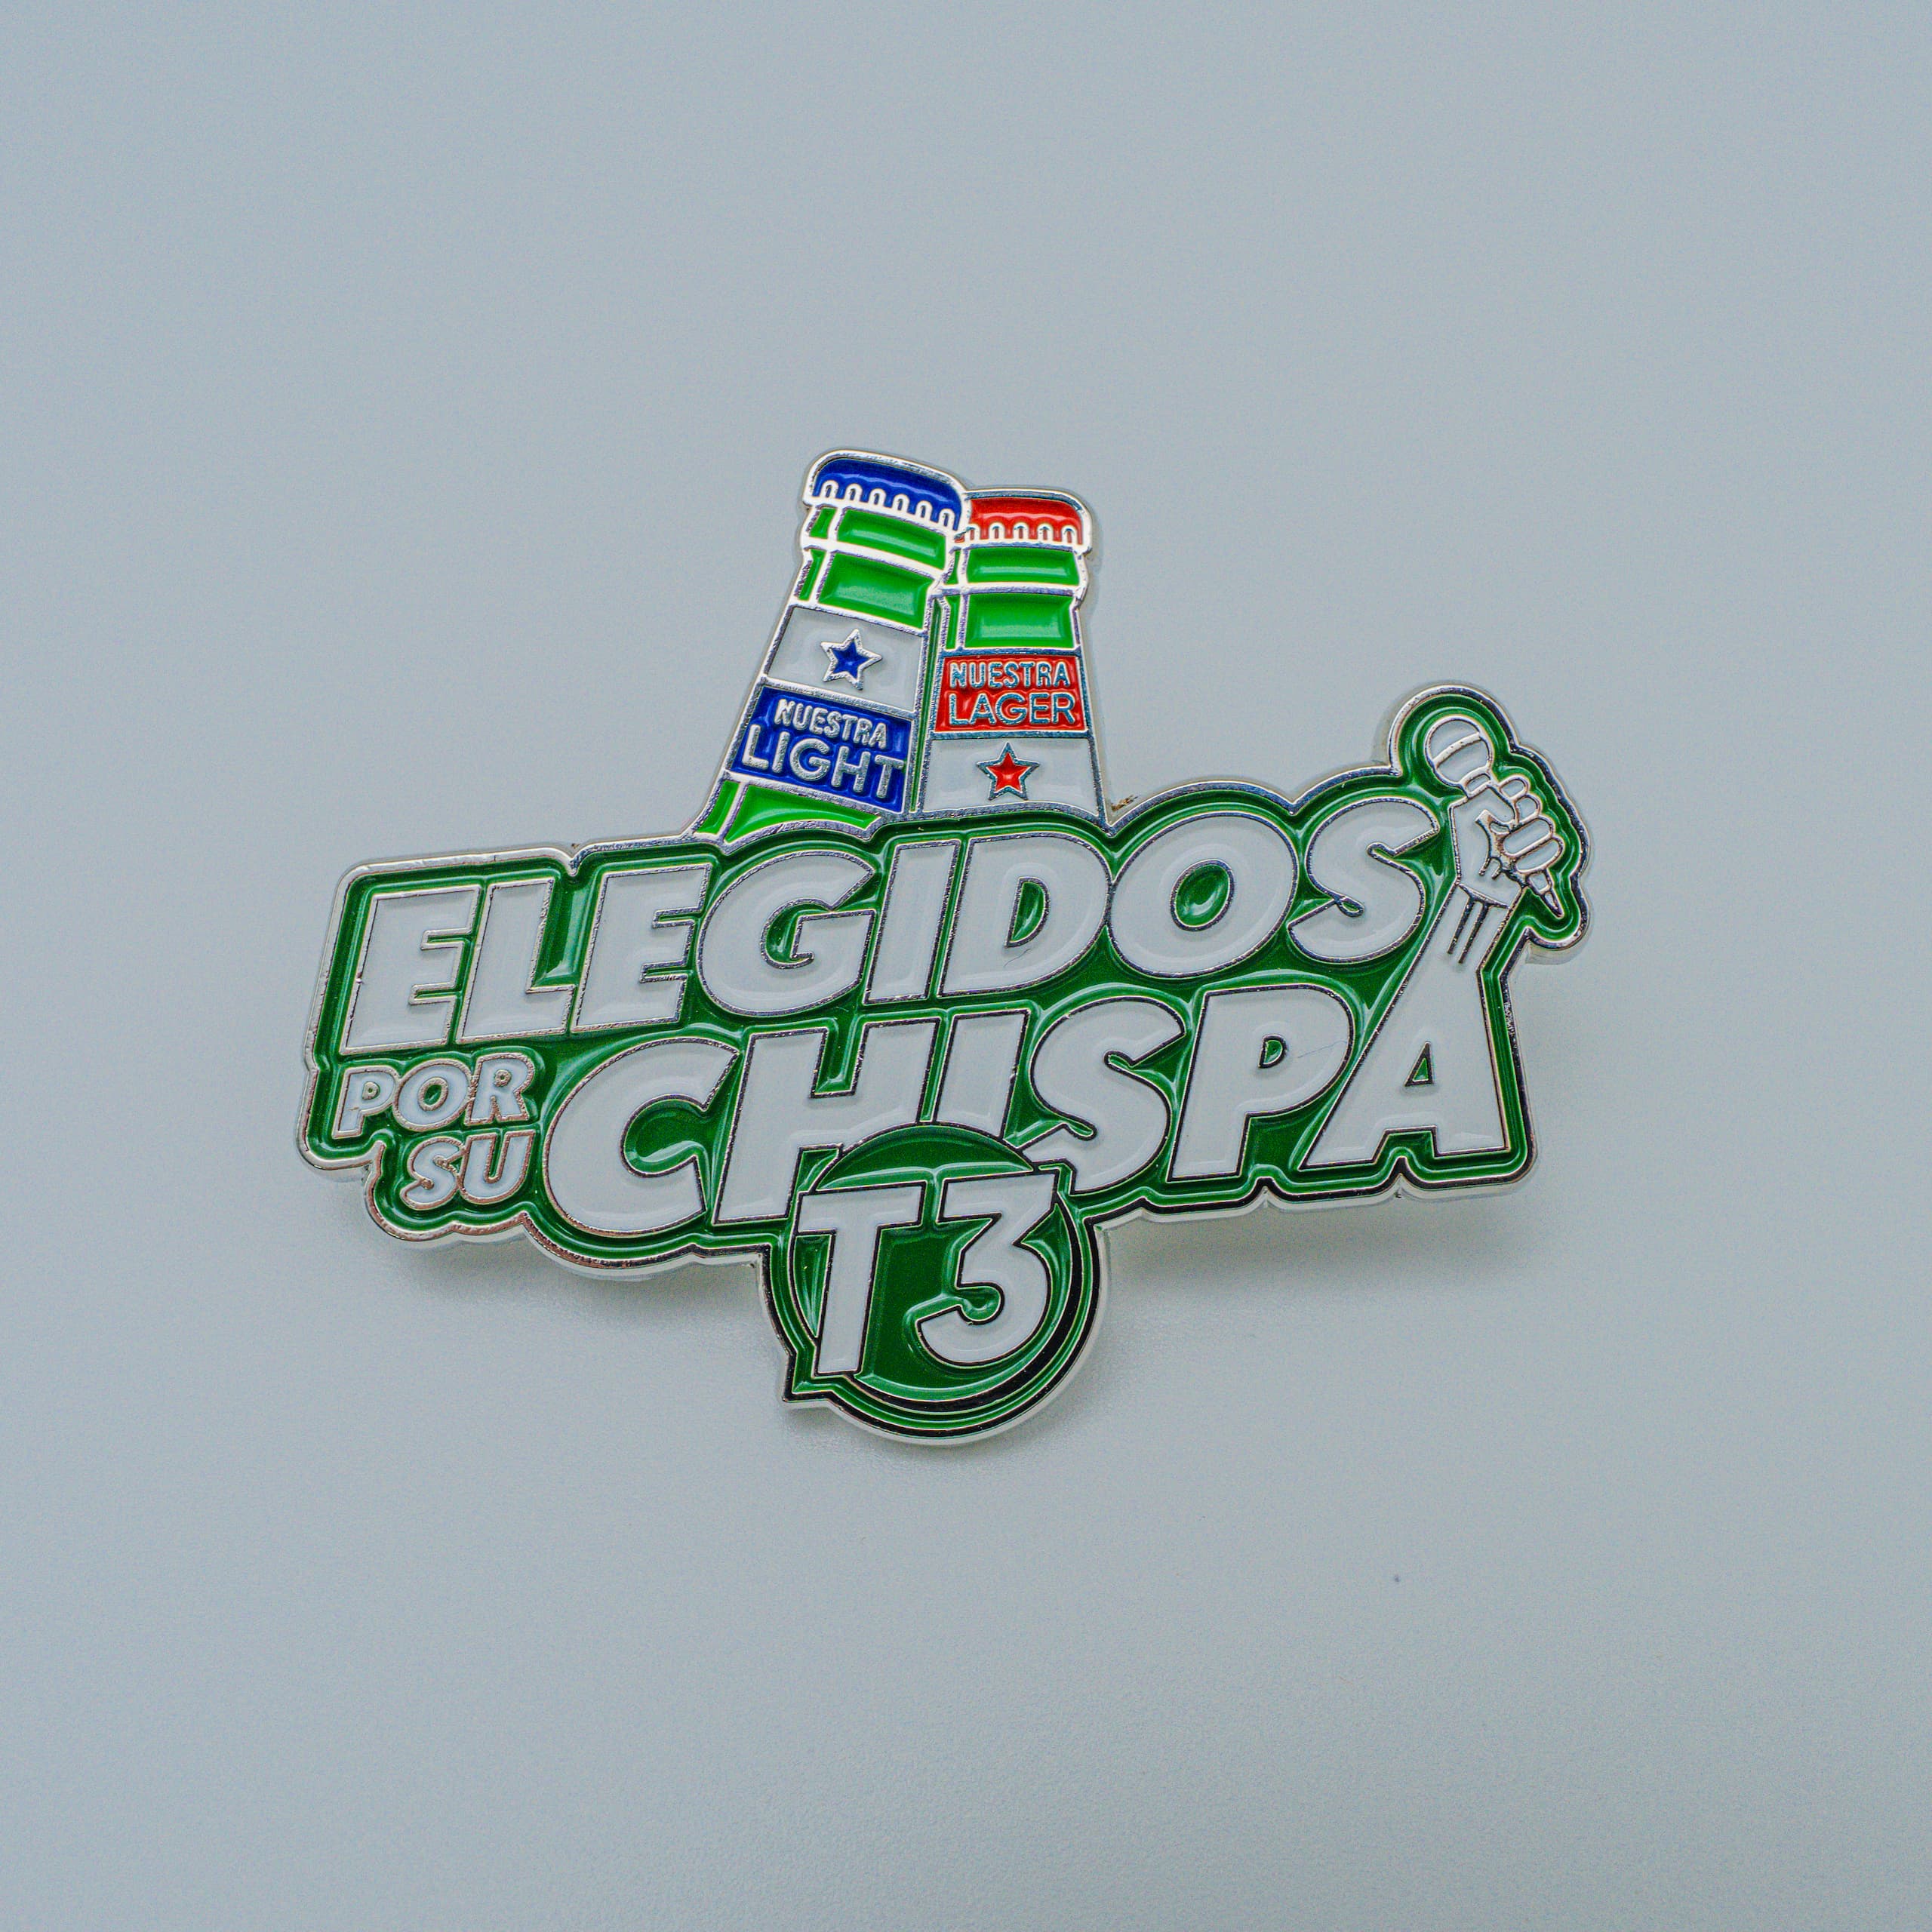 NUESTRA
LIGHT
NUESTRA
LAGER
ELEGIDOS
POR
SU
CHISPA
T3